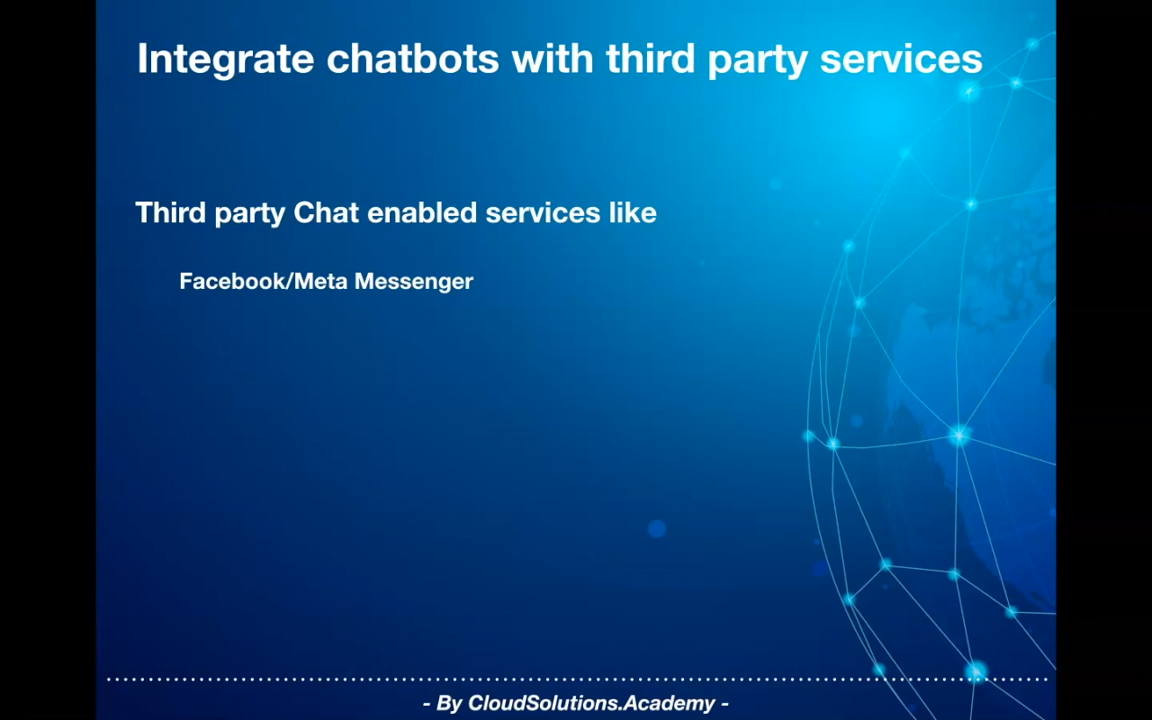 Integrate chatbots with third party services
Third party Chat enabled services like
Facebook/Meta Messenger
- By CloudSolutions.Academy -